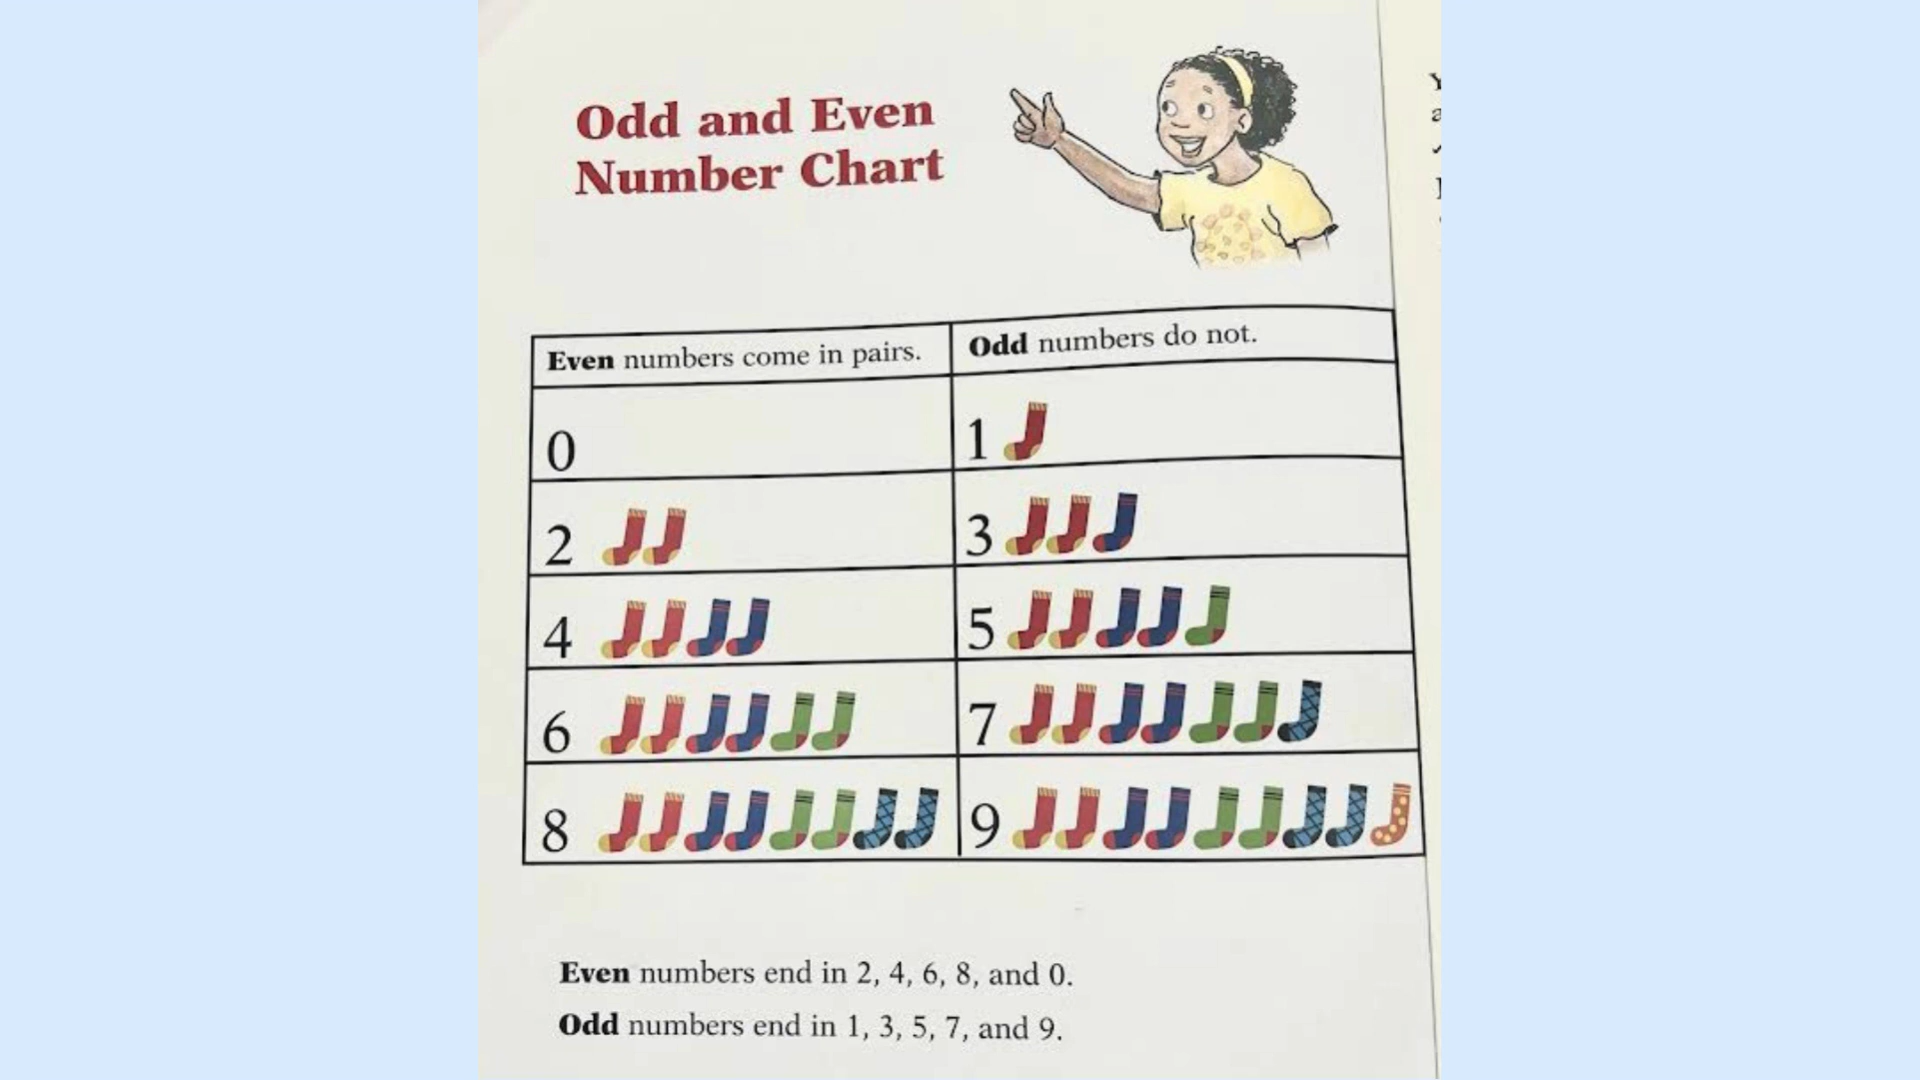 Odd and Even
Number Chart
Even numbers come in pairs.
Odd numbers do not.
0
1
2
3
4
5
6
7
8
9
Even numbers end in 2, 4, 6, 8, and 0.
Odd numbers end in 1, 3, 5, 7, and 9.